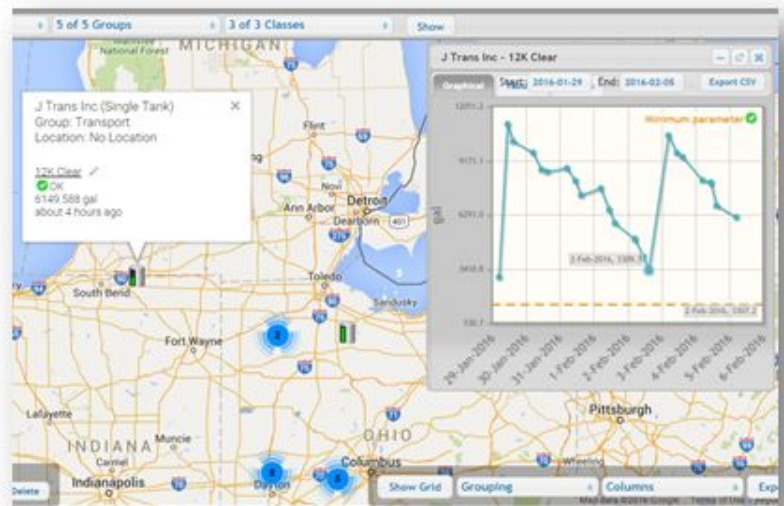 5 of 5 Groups
3 of 3 Classes
Show
National Forest
MICHIGAN
J Trans Inc (Single Tank)
Group: Transport
Location: No Location
12K Clear
OK
6149.588 gal
about 4 hours ago
Flint
Novi
Ann Arbor
Detroit
Dearborn
401
South Bend
Toledo
Sandusky
Fort Wayne
Lafayette
INDIANA
Muncie
Carmel
Indianapolis
OHIO
Columbus
Dayton
Pittsburgh
Wheeling
J Trans Inc - 12K Clear
Graphical
Start: 2016-01-29 , End: 2016-02-05
Export CSV
Minimum parameter
gal
29-Jan-2016
30-Jan-2016
31-Jan-2016
1-Feb-2016
2-Feb-2016
3-Feb-2016
4-Feb-2016
5-Feb-2016
6-Feb-2016
Delete
Show Grid
Grouping
Columns